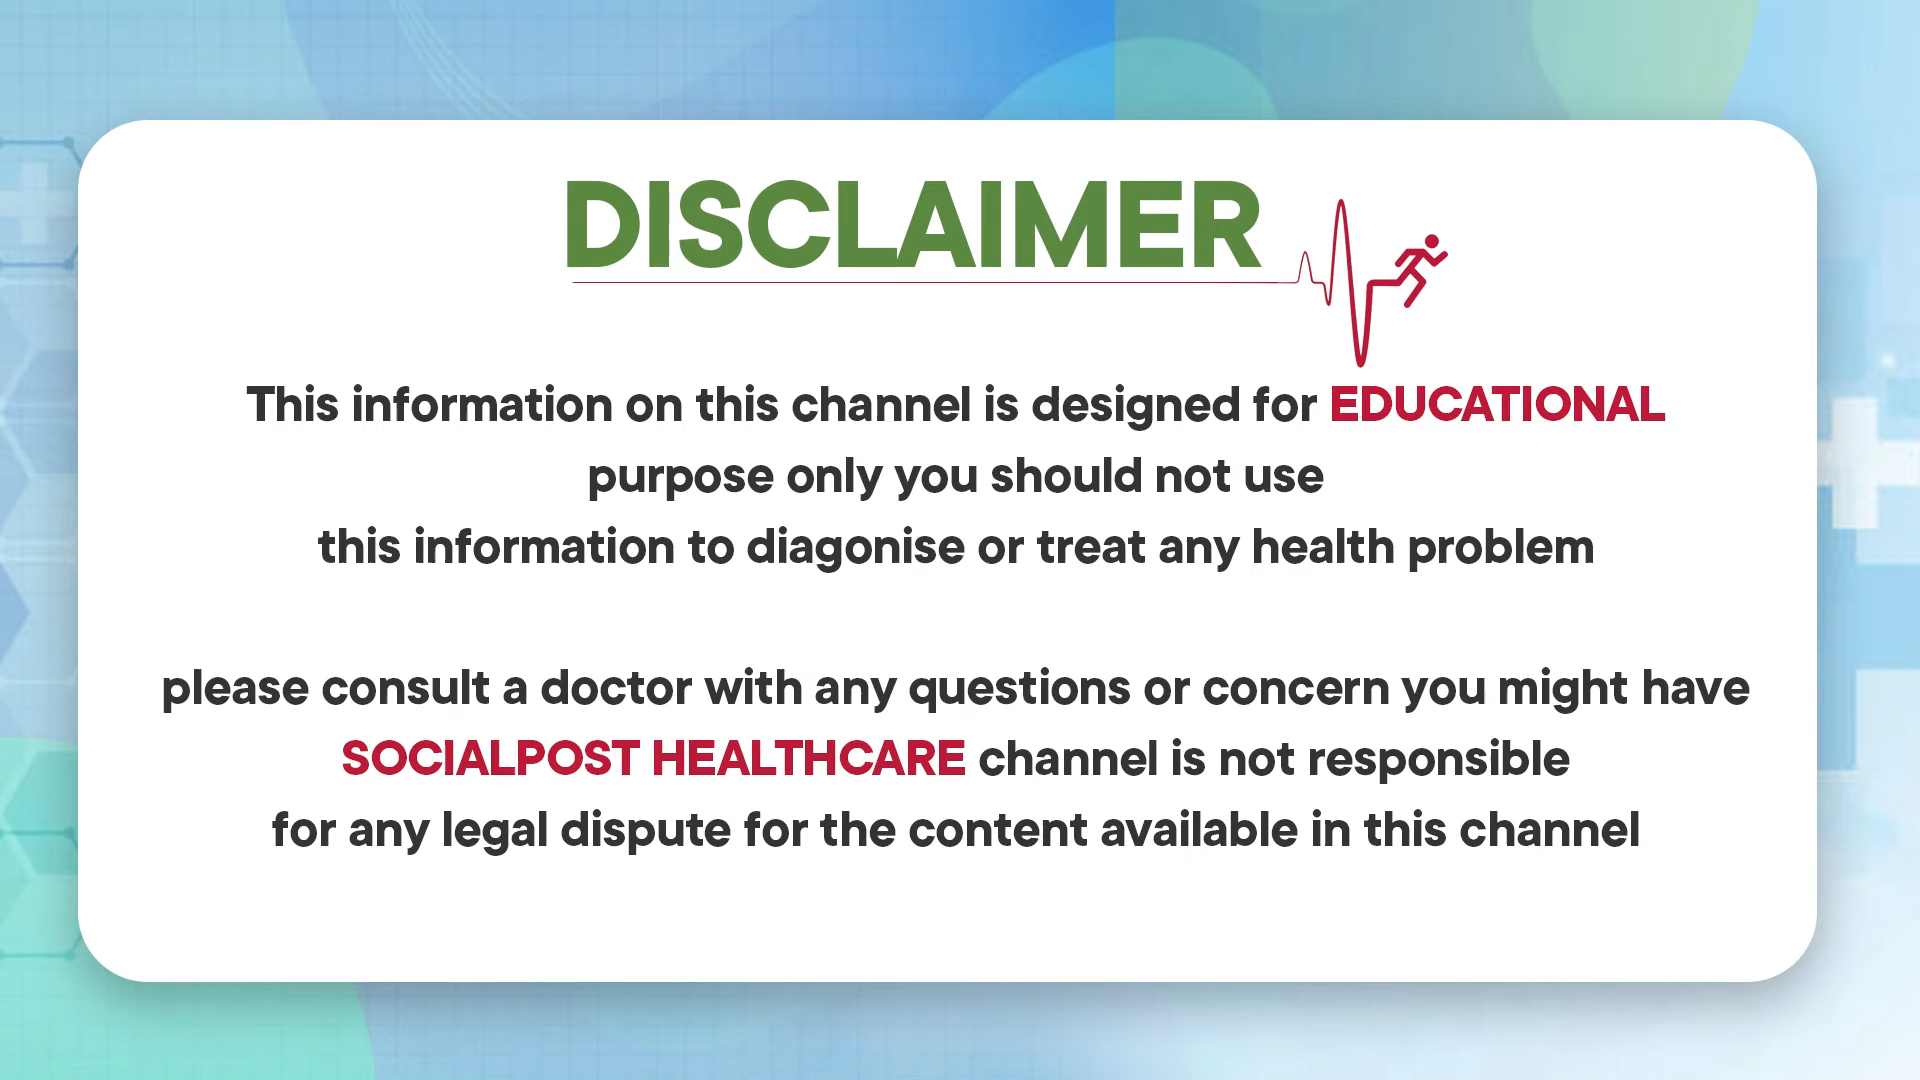 DISCLAIMER
This information on this channel is designed for EDUCATIONAL
purpose only you should not use
this information to diagonise or treat any health problem
please consult a doctor with any questions or concern you might have
SOCIALPOST HEALTHCARE channel is not responsible
for any legal dispute for the content available in this channel